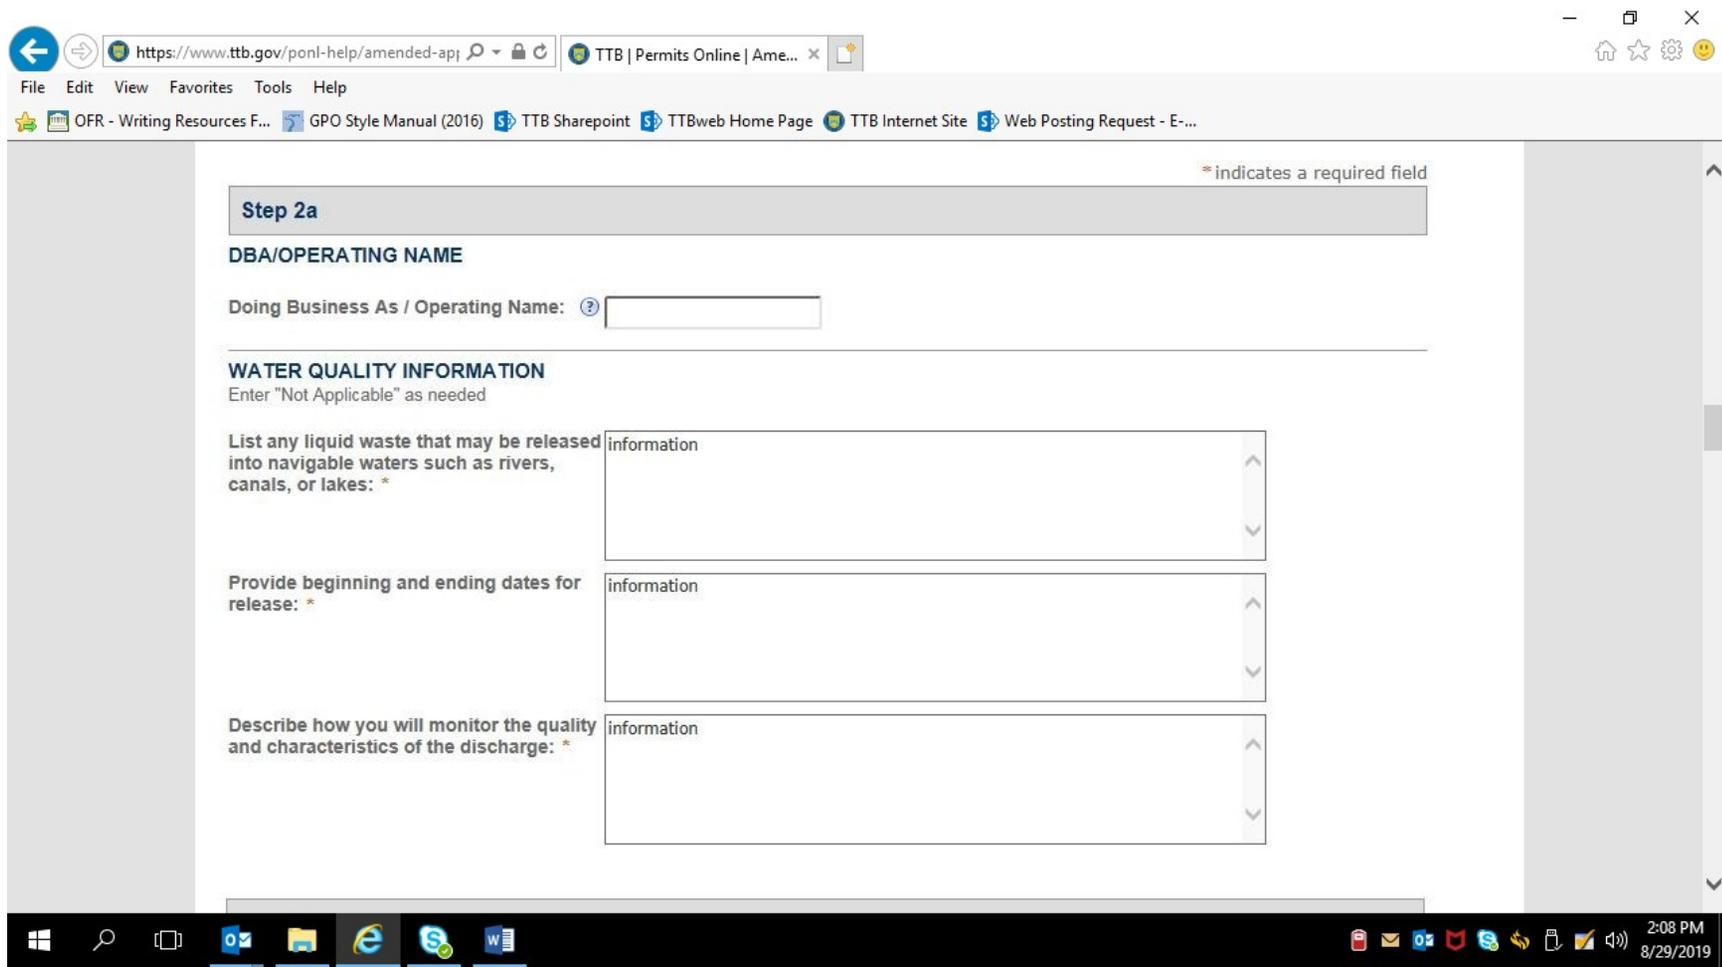 https://www.ttb.gov/ponl-help/amended-app
TTB | Permits Online | Ame...
File Edit View Favorites Tools Help
OFR - Writing Resources F... GPO Style Manual (2016) TTB Sharepoint TTBweb Home Page TTB Internet Site Web Posting Request - E-...
* indicates a required field
Step 2a
DBA/OPERATING NAME
Doing Business As / Operating Name: ?
WATER QUALITY INFORMATION
Enter "Not Applicable" as needed
List any liquid waste that may be released
into navigable waters such as rivers,
canals, or lakes: *
information
Provide beginning and ending dates for
release: *
information
Describe how you will monitor the quality
and characteristics of the discharge: *
information
2:08 PM
8/29/2019